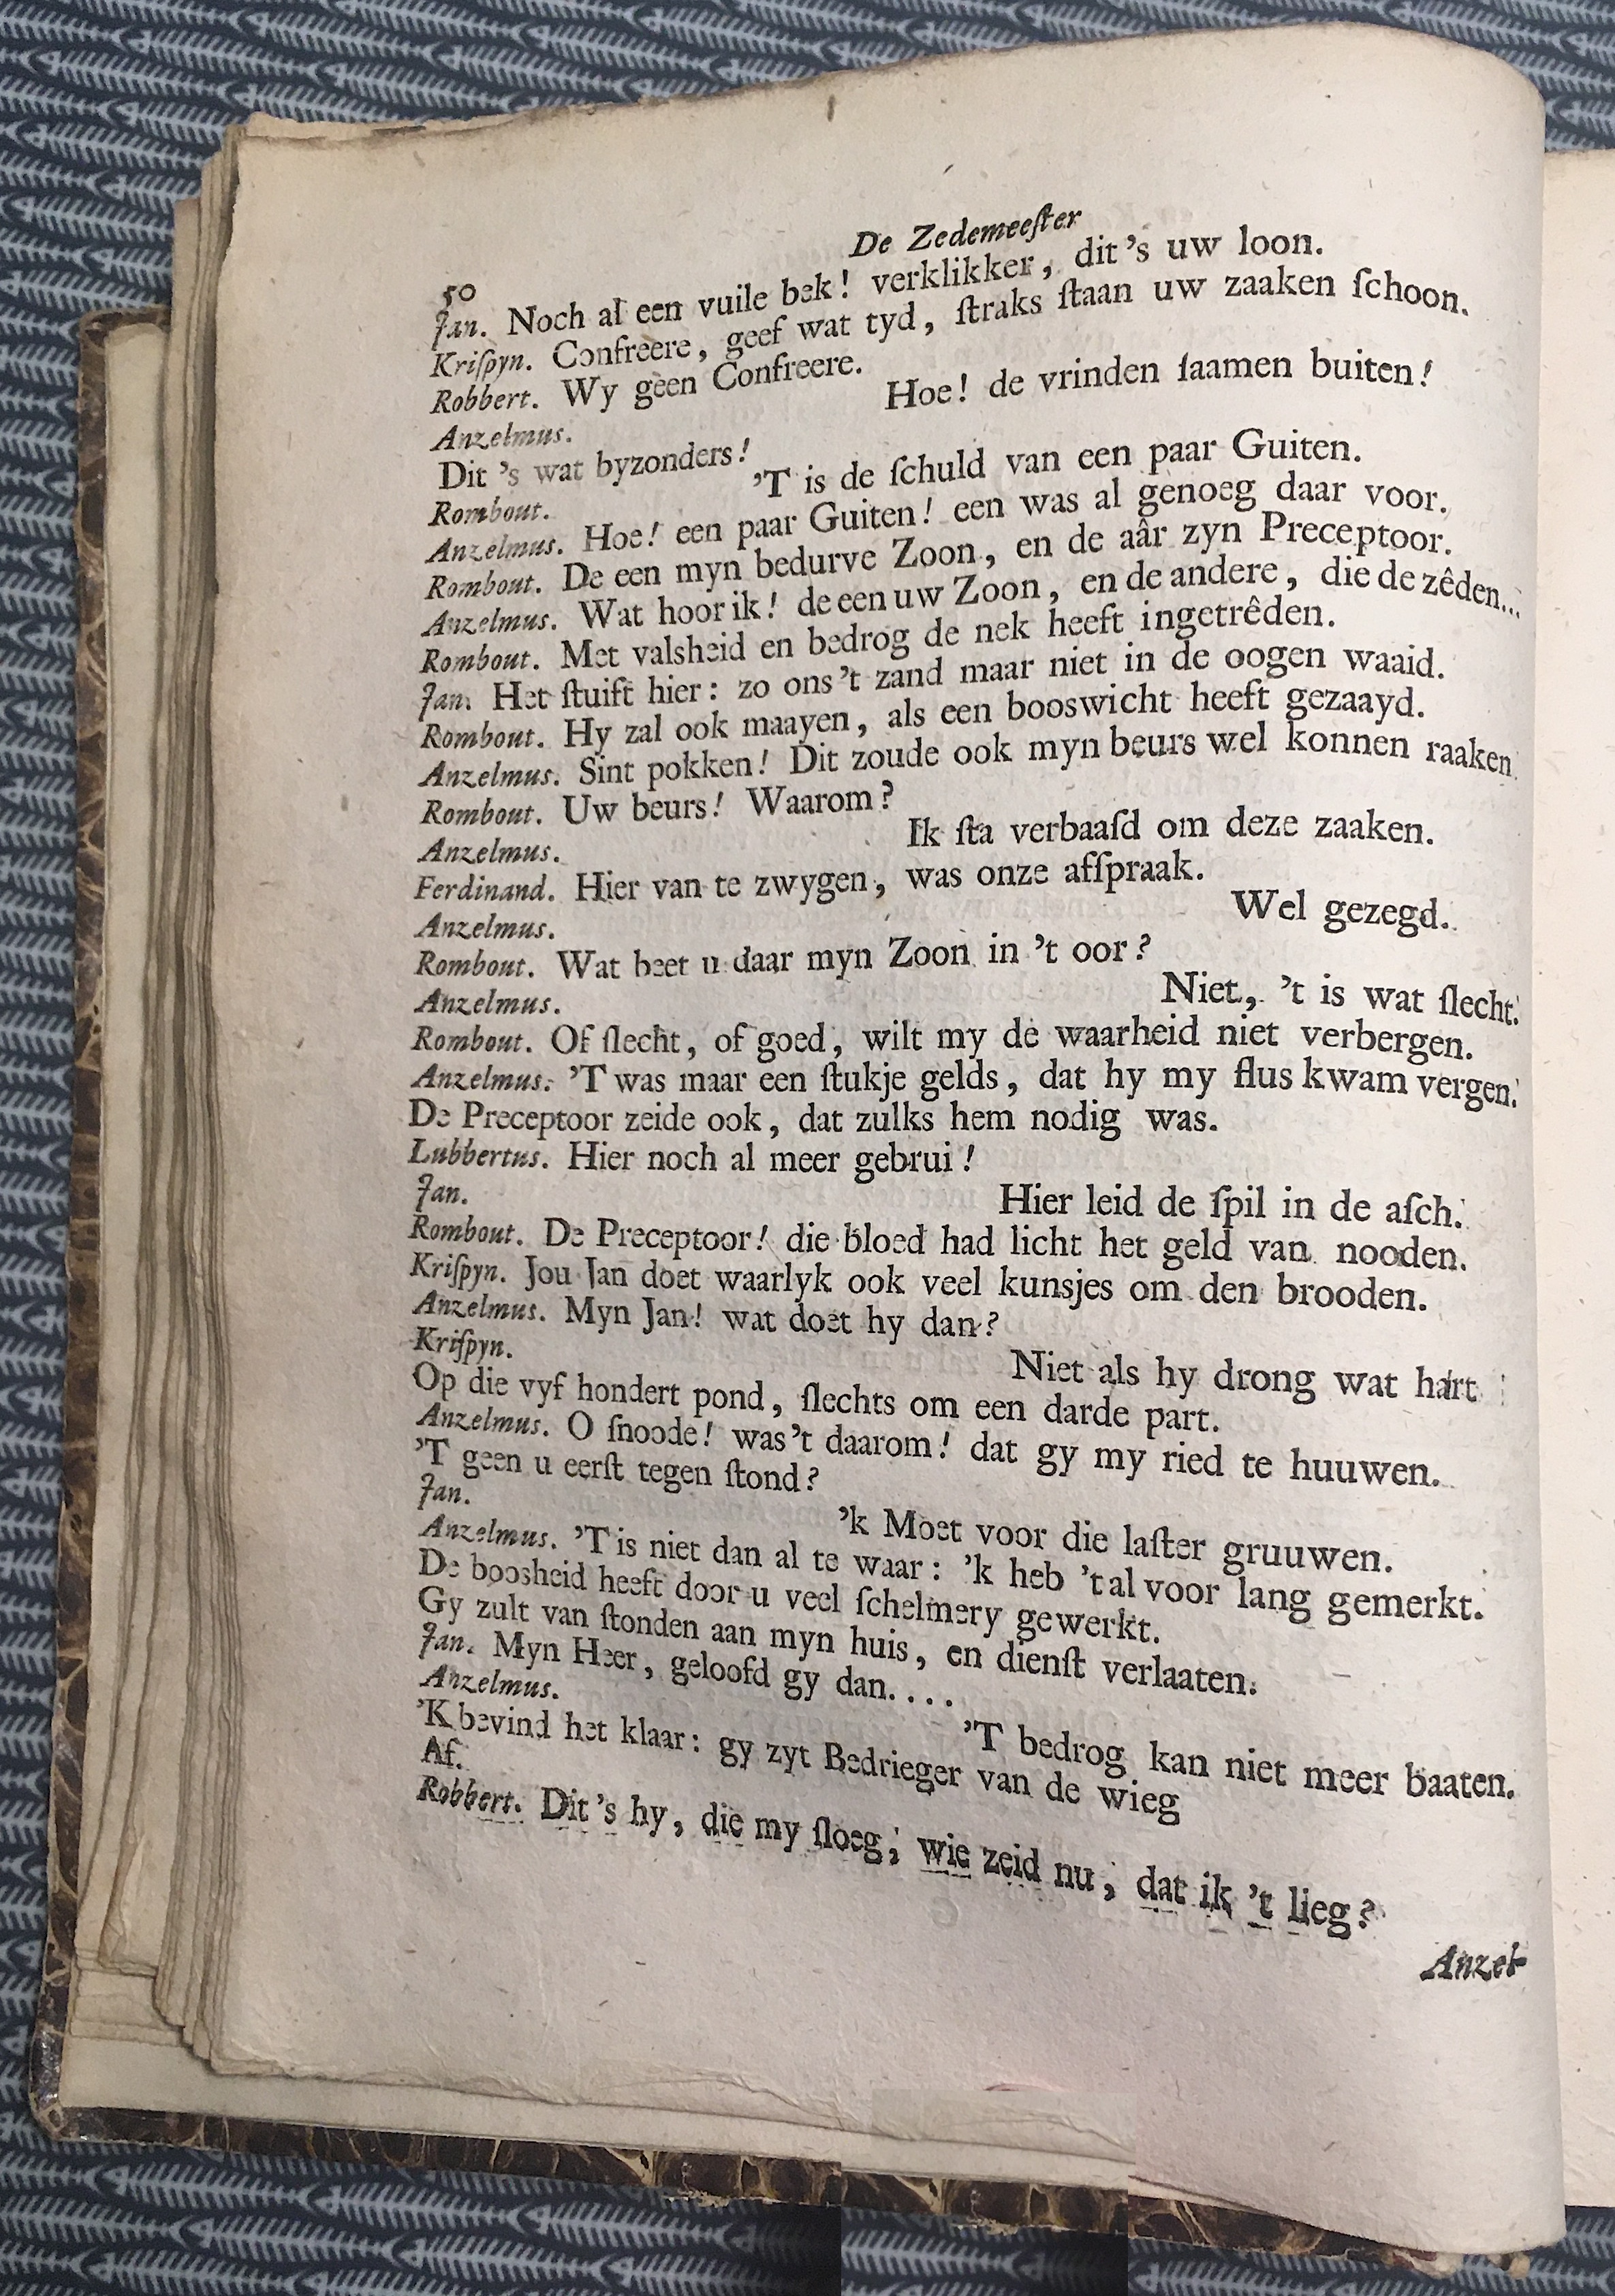 De Zedemeeſter
50
Jan. Noch al een vuile bek! verklikker, dit's uw loon.
Kriſpyn. Confreere, geef wat tyd, ſtraks ſtaan uw zaaken ſchoon.
Robbert. Wy geen Confreere.
Anzelmus. Hoe! de vrinden ſaamen buiten!
Dit 's wat byzonders!
Rombout. 'T is de ſchuld van een paar Guiten.
Anzelmus. Hoe! een paar Guiten! een was al genoeg daar voor.
Rombout. De een myn bedurve Zoon, en de aâr zyn Preceptoor.
Anzelmus. Wat hoor ik! de een uw Zoon, en de andere, die de zêden...
Rombout. Met valsheid en bedrog de nek heeft ingetrêden.
Jan. Het ſtuift hier: zo ons 't zand maar niet in de oogen waaid.
Rombout. Hy zal ook maayen, als een booswicht heeft gezaayd.
Anzelmus. Sint pokken! Dit zoude ook myn beurs wel konnen raaken.
Rombout. Uw beurs! Waarom?
Anzelmus. Ik ſta verbaaſd om deze zaaken.
Ferdinand. Hier van te zwygen, was onze afſpraak.
Anzelmus. Wel gezegd.
Rombout. Wat beet u daar myn Zoon in 't oor?
Anzelmus. Niet, 't is wat ſlecht.
Rombout. Of ſlecht, of goed, wilt my de waarheid niet verbergen.
Anzelmus. 'T was maar een ſtukje gelds, dat hy my flus kwam vergen.
De Preceptoor zeide ook, dat zulks hem nodig was.
Lubbertus. Hier noch al meer gebrui!
Jan. Hier leid de ſpil in de aſch.
Rombout. De Preceptoor! die bloed had licht het geld van nooden.
Kriſpyn. Jou Jan doet waarlyk ook veel kunsjes om den brooden.
Anzelmus. Myn Jan! wat doet hy dan?
Kriſpyn. Niet als hy drong wat hart
Op die vyf hondert pond, ſlechts om een darde part.
Anzelmus. O ſnoode! was't daarom! dat gy my ried te huuwen.
'T geen u eerſt tegen ſtond?
Jan. 'k Moet voor die laſter gruuwen.
Anzelmus. 'T is niet dan al te waar: 'k heb 't al voor lang gemerkt.
De boosheid heeft door u veel ſchelmery gewerkt.
Gy zult van ſtonden aan myn huis, en dienſt verlaaten.
Jan. Myn Heer, geloofd gy dan....
Anzelmus. 'T bedrog kan niet meer baaten.
'K bevind het klaar: gy zyt Bedrieger van de wieg
Af.
Robbert. Dit's hy, die my ſloeg; wie zeid nu, dat ik 't lieg?
Anzel-